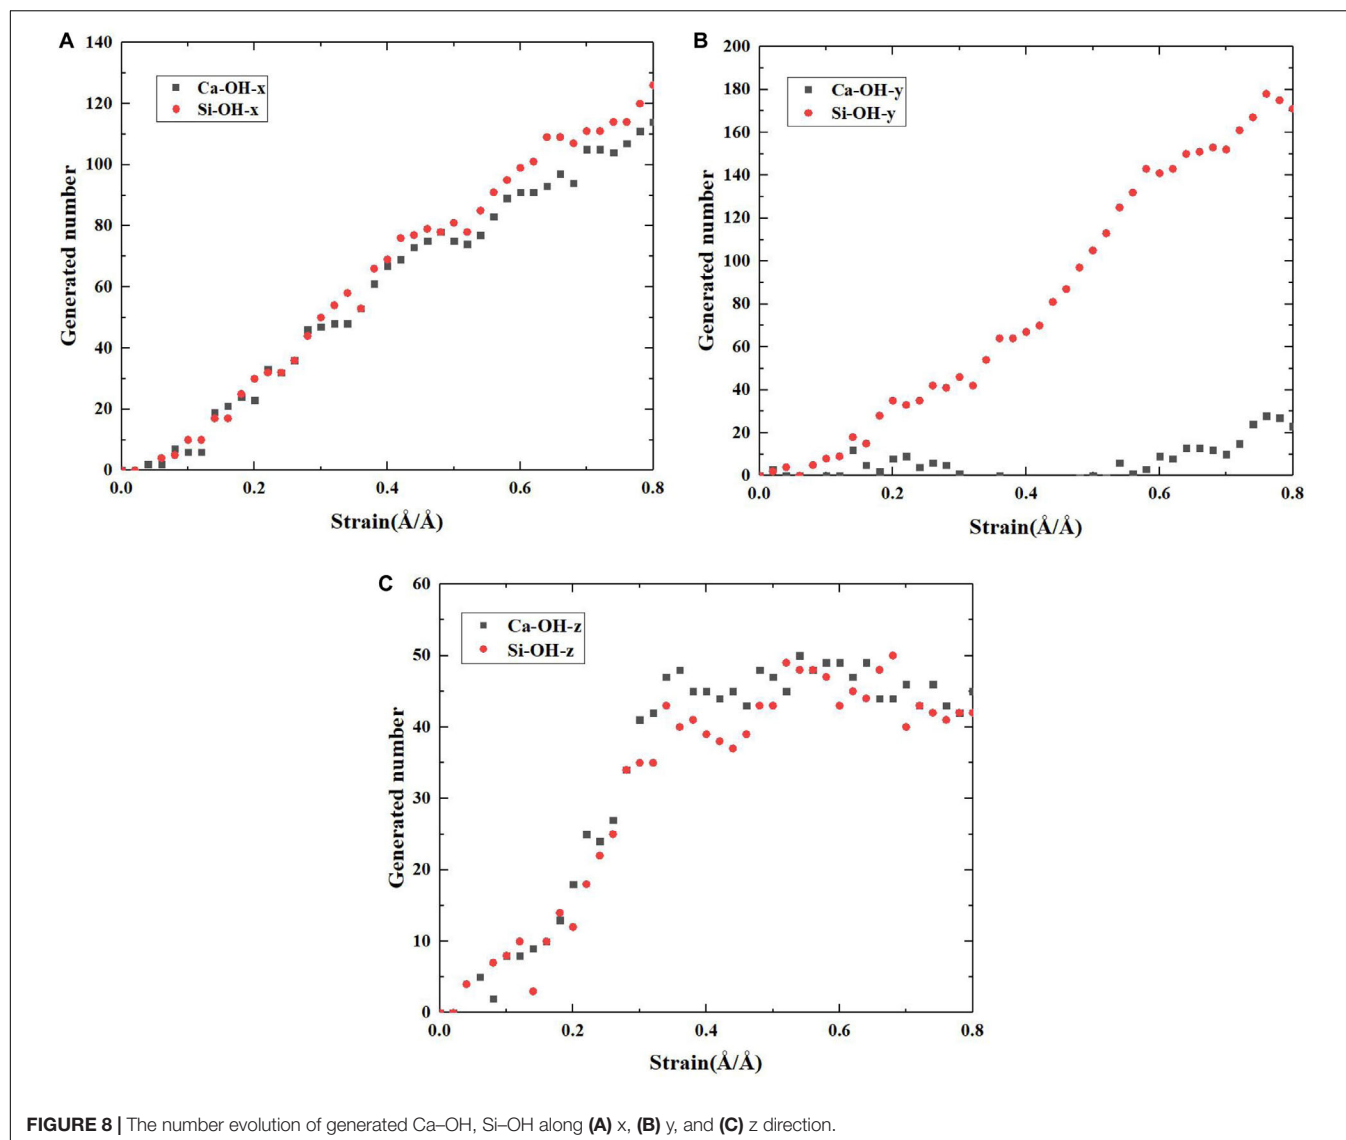 A
140
120
100
80
60
40
20
0
Generated number
Ca-OH-x
Si-OH-x
0.0 0.2 0.4 0.6 0.8
Strain(Å/Å)
B
200
180
160
140
120
100
80
60
40
20
0
Generated number
Ca-OH-y
Si-OH-y
0.0 0.2 0.4 0.6 0.8
Strain(Å/Å)
C
60
50
40
30
20
10
0
Generated number
Ca-OH-z
Si-OH-z
0.0 0.2 0.4 0.6 0.8
Strain(Å/Å)
FIGURE 8 | The number evolution of generated Ca–OH, Si–OH along (A) x, (B) y, and (C) z direction.